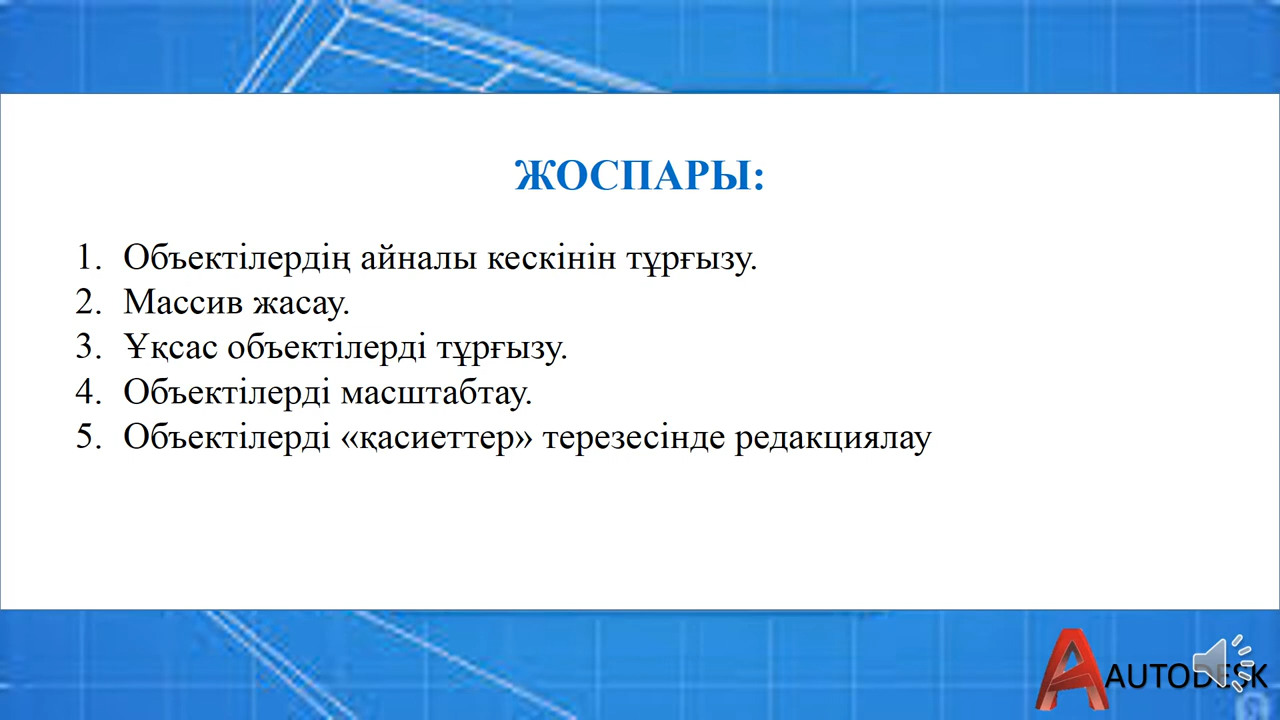 ЖОСПАРЫ:
1. Объектілердің айналы кескінін тұрғызу.
2. Массив жасау.
3. Ұқсас объектілерді тұрғызу.
4. Объектілерді масштабтау.
5. Объектілерді «қасиеттер» терезесінде редакциялау
AUTODESK